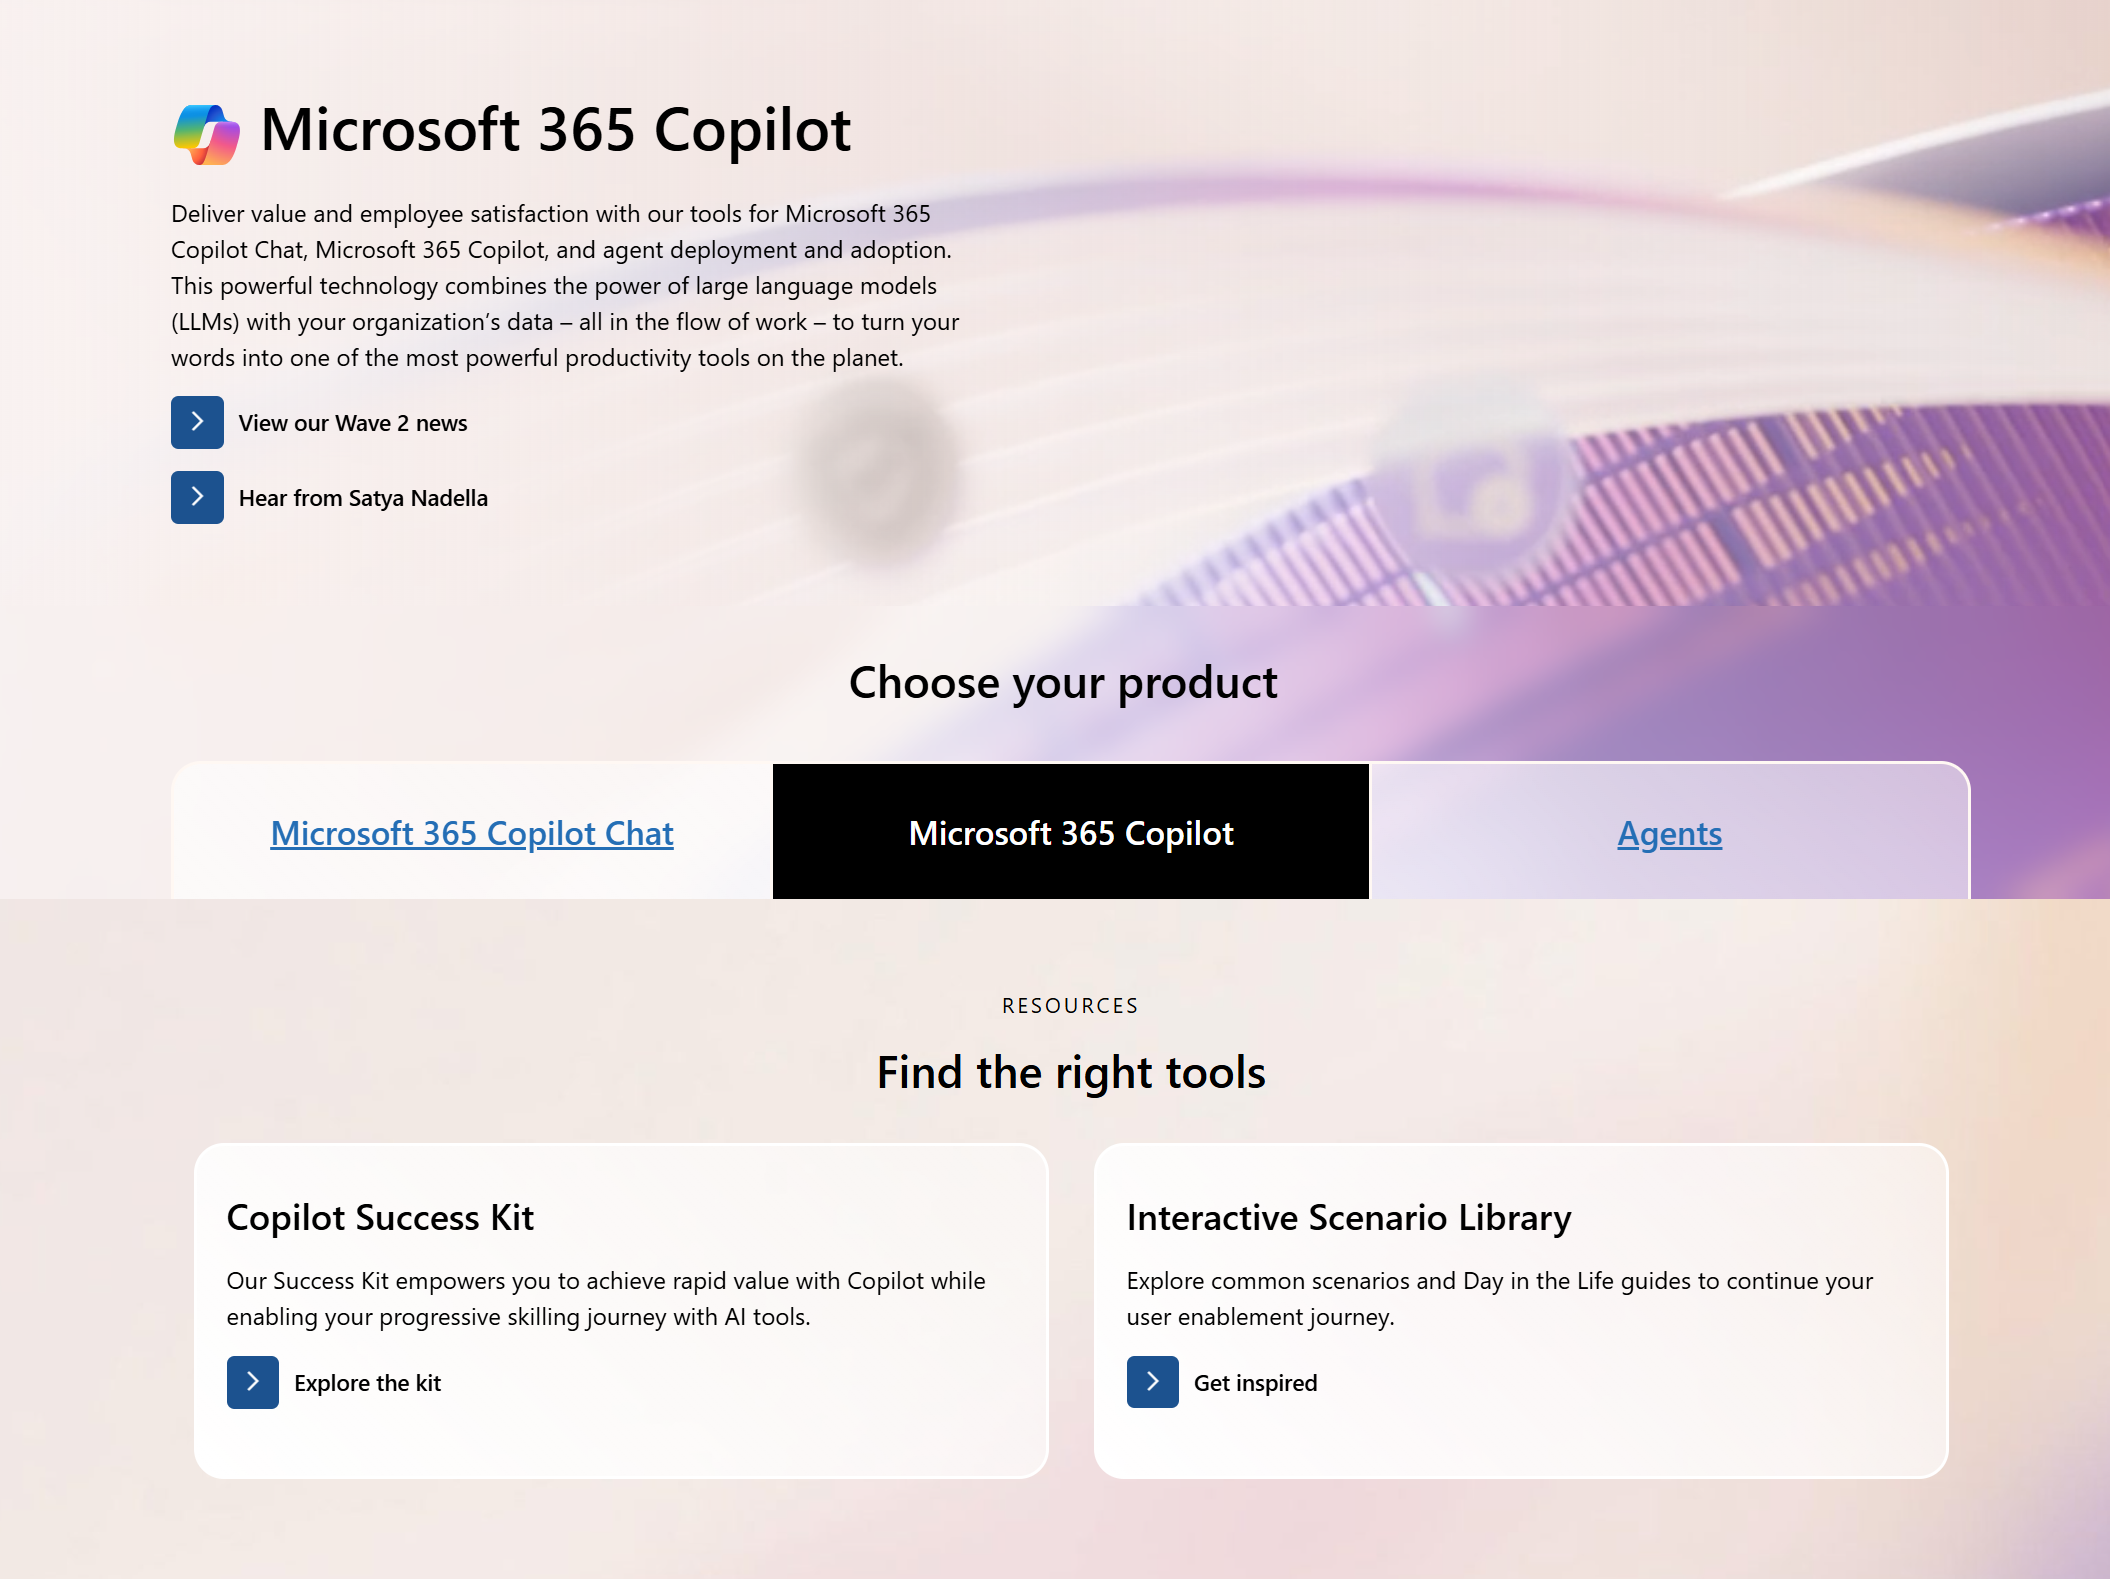 Microsoft 365 Copilot
Deliver value and employee satisfaction with our tools for Microsoft 365
Copilot Chat, Microsoft 365 Copilot, and agent deployment and adoption.
This powerful technology combines the power of large language models
(LLMs) with your organization’s data – all in the flow of work – to turn your
words into one of the most powerful productivity tools on the planet.
View our Wave 2 news
Hear from Satya Nadella
Choose your product
Microsoft 365 Copilot Chat
Microsoft 365 Copilot
Agents
RESOURCES
Find the right tools
Copilot Success Kit
Our Success Kit empowers you to achieve rapid value with Copilot while
enabling your progressive skilling journey with AI tools.
Explore the kit
Interactive Scenario Library
Explore common scenarios and Day in the Life guides to continue your
user enablement journey.
Get inspired